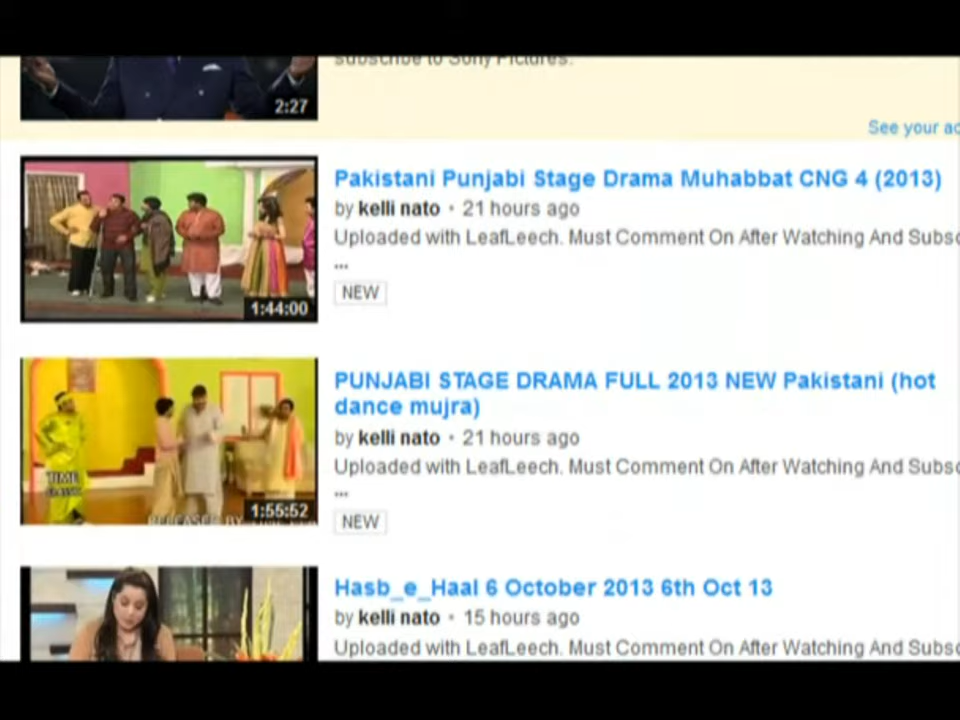 subscribe to Sony Pictures.
2:27
See your ad
Pakistani Punjabi Stage Drama Muhabbat CNG 4 (2013)
by kelli nato • 21 hours ago
Uploaded with LeafLeech. Must Comment On After Watching And Subsc
...
NEW
1:44:00
PUNJABI STAGE DRAMA FULL 2013 NEW Pakistani (hot
dance mujra)
by kelli nato • 21 hours ago
Uploaded with LeafLeech. Must Comment On After Watching And Subsc
...
NEW
TIME
RELEASED BY
1:55:52
Hasb_e_Haal 6 October 2013 6th Oct 13
by kelli nato • 15 hours ago
Uploaded with LeafLeech. Must Comment On After Watching And Subsc